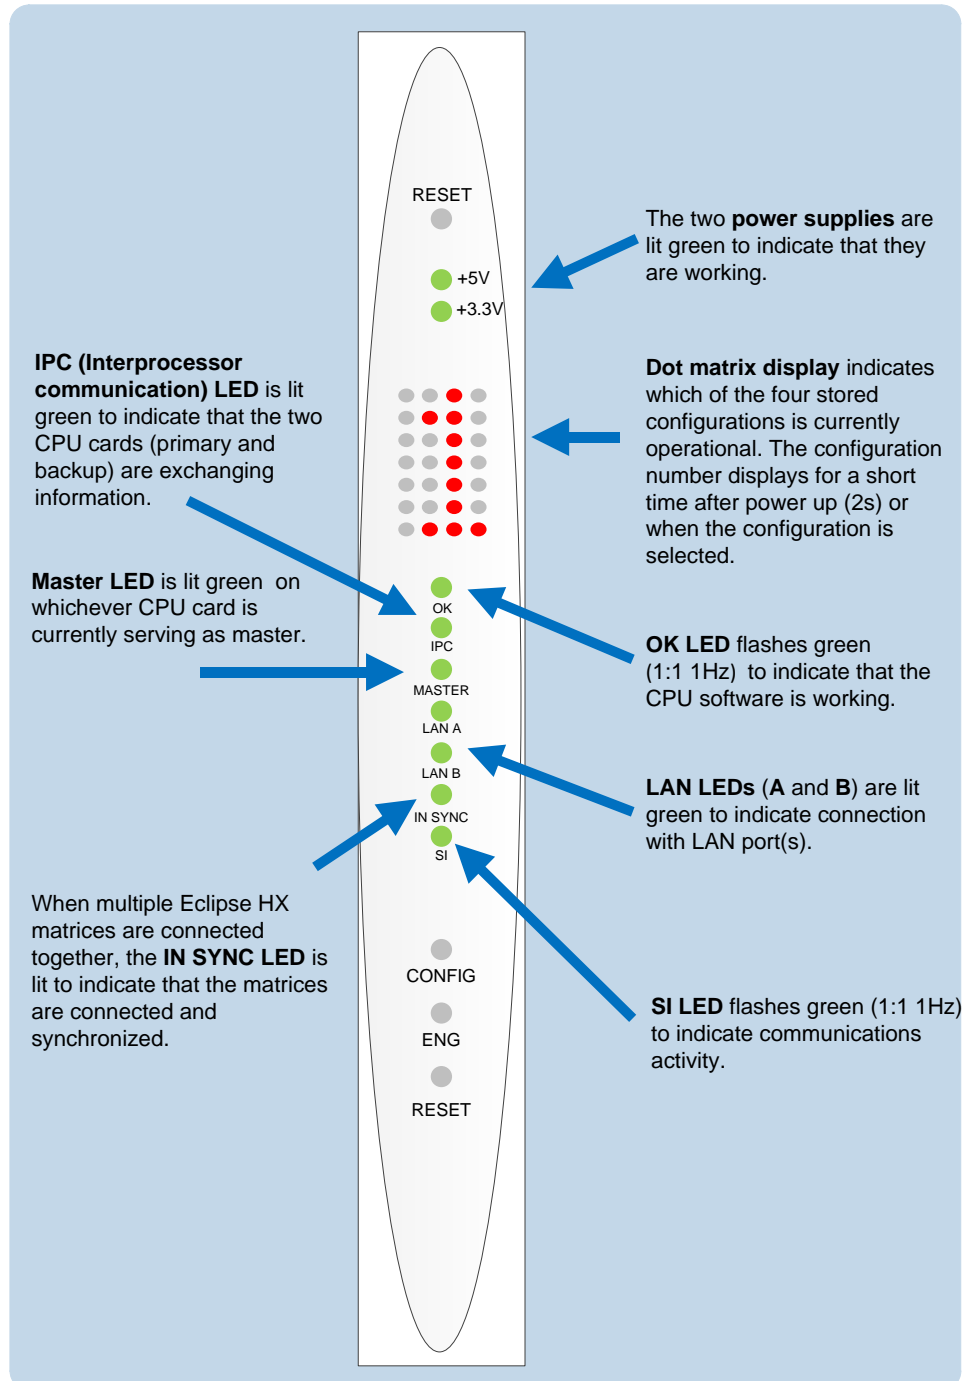 RESET
+5V
+3.3V
OK
IPC
MASTER
LAN A
LAN B
IN SYNC
SI
CONFIG
ENG
RESET
IPC (Interprocessor
communication) LED is lit
green to indicate that the two
CPU cards (primary and
backup) are exchanging
information.
Master LED is lit green on
whichever CPU card is
currently serving as master.
When multiple Eclipse HX
matrices are connected
together, the IN SYNC LED is
lit to indicate that the matrices
are connected and
synchronized.
The two power supplies are
lit green to indicate that they
are working.
Dot matrix display indicates
which of the four stored
configurations is currently
operational. The configuration
number displays for a short
time after power up (2s) or
when the configuration is
selected.
OK LED flashes green
(1:1 1Hz) to indicate that the
CPU software is working.
LAN LEDs (A and B) are lit
green to indicate connection
with LAN port(s).
SI LED flashes green (1:1 1Hz)
to indicate communications
activity.